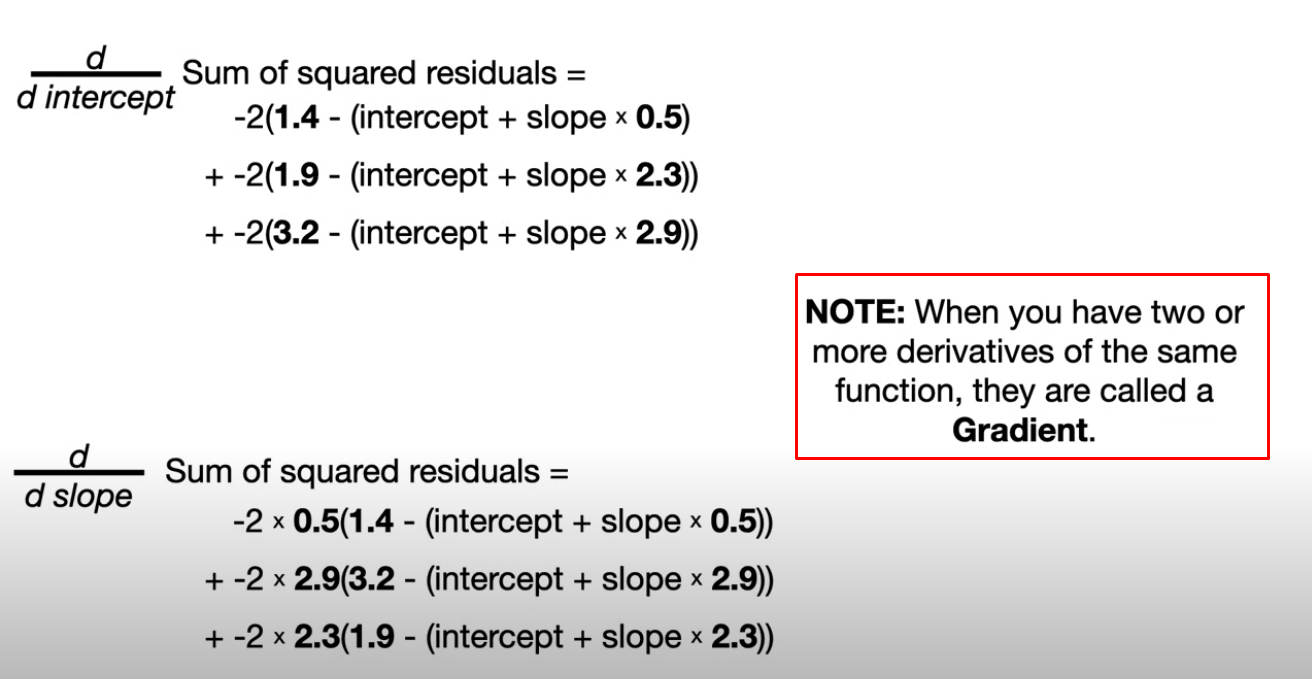 d
d intercept
Sum of squared residuals =
-2(1.4 - (intercept + slope × 0.5)
+ -2(1.9 - (intercept + slope × 2.3))
+ -2(3.2 - (intercept + slope × 2.9))
NOTE: When you have two or
more derivatives of the same
function, they are called a
Gradient.
d
d slope
Sum of squared residuals =
-2 × 0.5(1.4 - (intercept + slope × 0.5))
+ -2 × 2.9(3.2 - (intercept + slope × 2.9))
+ -2 × 2.3(1.9 - (intercept + slope × 2.3))